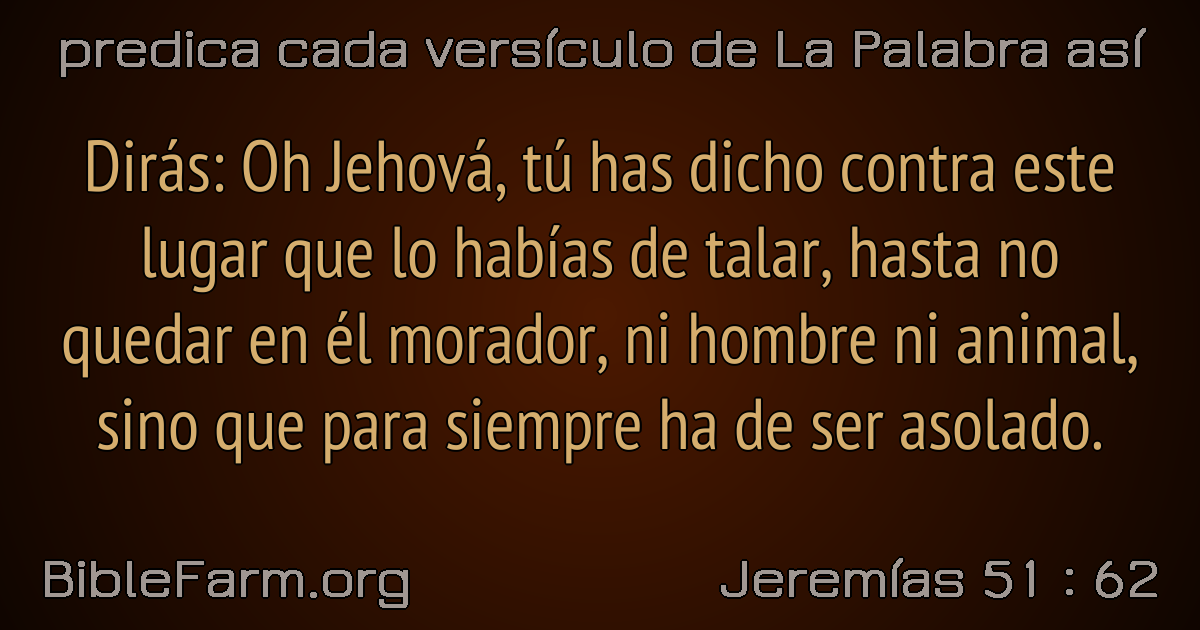 predica cada versículo de La Palabra así
Dirás: Oh Jehová, tú has dicho contra este
lugar que lo habías de talar, hasta no
quedar en él morador, ni hombre ni animal,
sino que para siempre ha de ser asolado.
BibleFarm.org
Jeremías 51 : 62